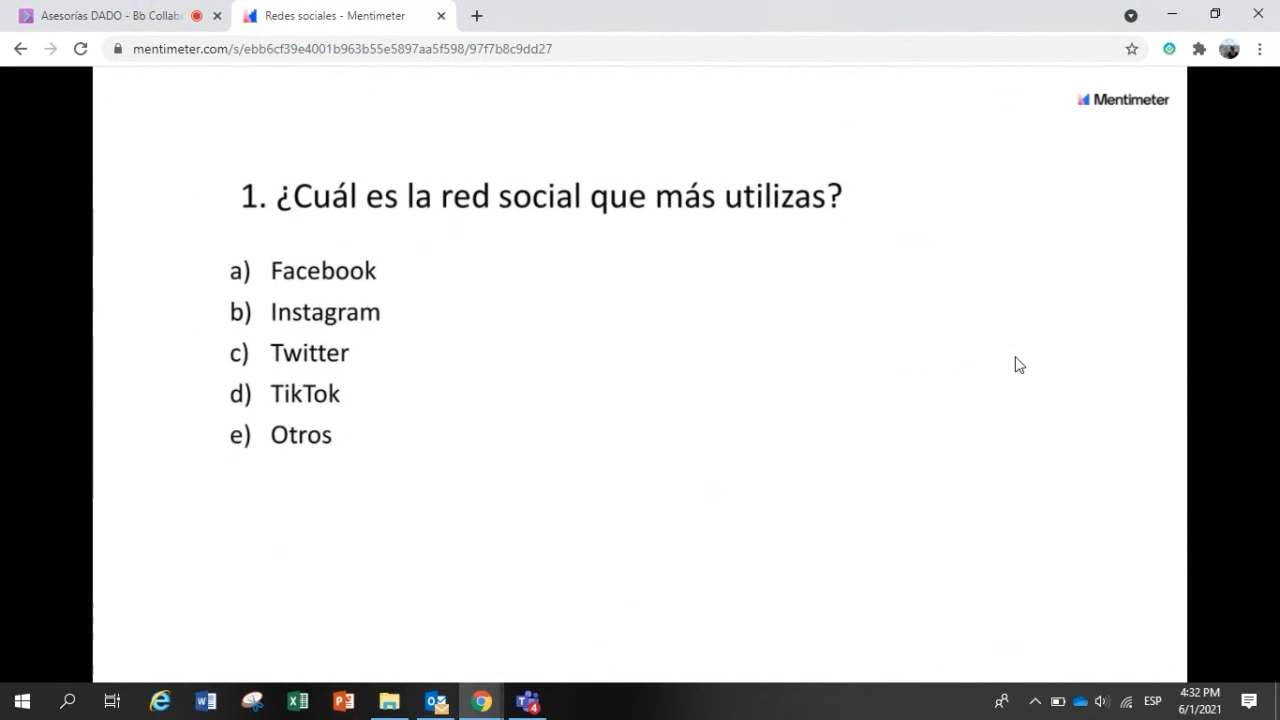 Asesorías DADO - Bb Collab
Redes sociales - Mentimeter
mentimeter.com/s/ebb6cf39e4001b963b55e5897aa5f598/97f7b8c9dd27
Mentimeter
1. ¿Cuál es la red social que más utilizas?
a) Facebook
b) Instagram
c) Twitter
d) TikTok
e) Otros
4
ESP
4:32 PM
6/1/2021